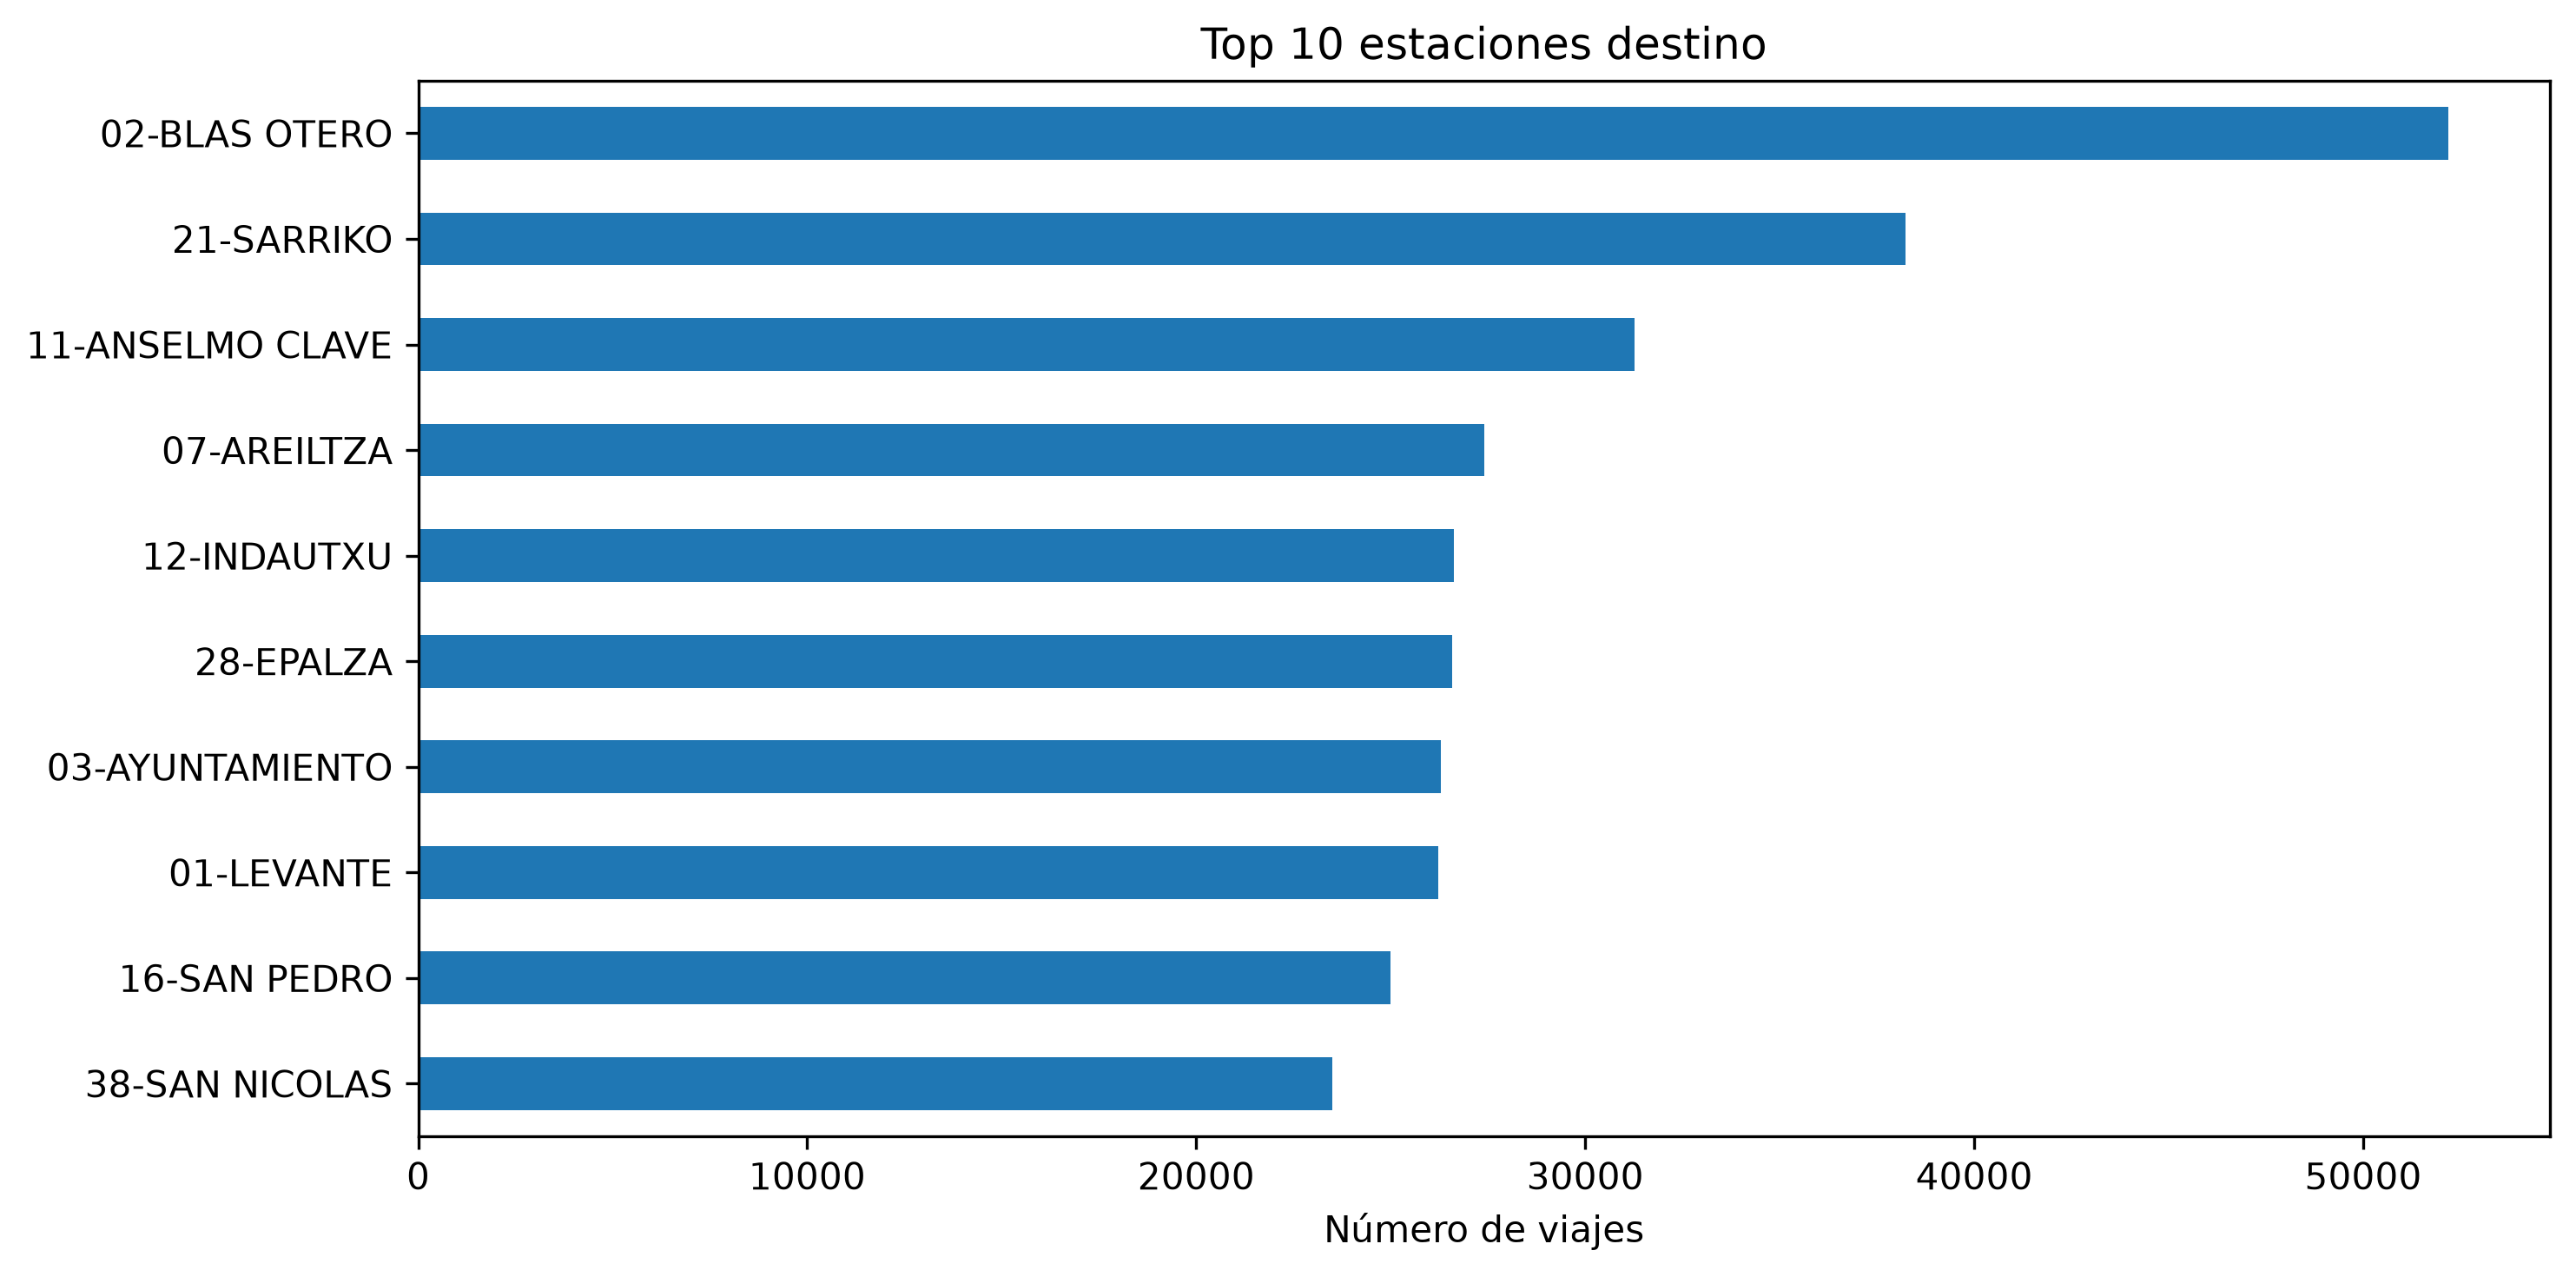 Top 10 estaciones destino
02-BLAS OTERO
21-SARRIKO
11-ANSELMO CLAVE
07-AREILTZA
12-INDAUTXU
28-EPALZA
03-AYUNTAMIENTO
01-LEVANTE
16-SAN PEDRO
38-SAN NICOLAS
0 10000 20000 30000 40000 50000
Número de viajes